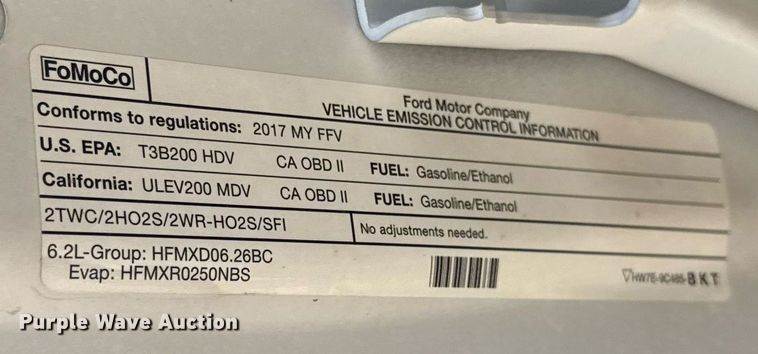 FoMoCo
Ford Motor Company
VEHICLE EMISSION CONTROL INFORMATION
Conforms to regulations: 2017 MY FFV
U.S. EPA: T3B200 HDV CA OBD II FUEL: Gasoline/Ethanol
California: ULEV200 MDV CA OBD II FUEL: Gasoline/Ethanol
2TWC/2HO2S/2WR-HO2S/SFI No adjustments needed.
6.2L-Group: HFMXD06.26BC
Evap: HFMXR0250NBS
BKT
Purple Wave Auction